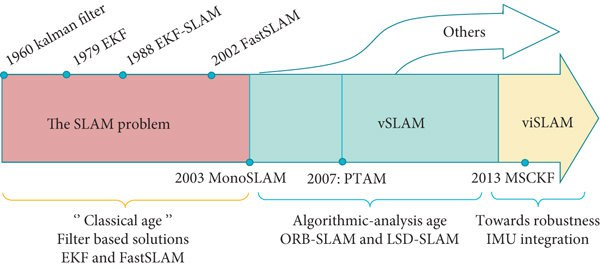 1960 kalman filter
1979 EKF
1988 EKF-SLAM
2002 FastSLAM
Others
The SLAM problem
vSLAM
viSLAM
2003 MonoSLAM
2007: PTAM
2013 MSCKF
‘’ Classical age ’’
Filter based solutions
EKF and FastSLAM
Algorithmic-analysis age
ORB-SLAM and LSD-SLAM
Towards robustness
IMU integration